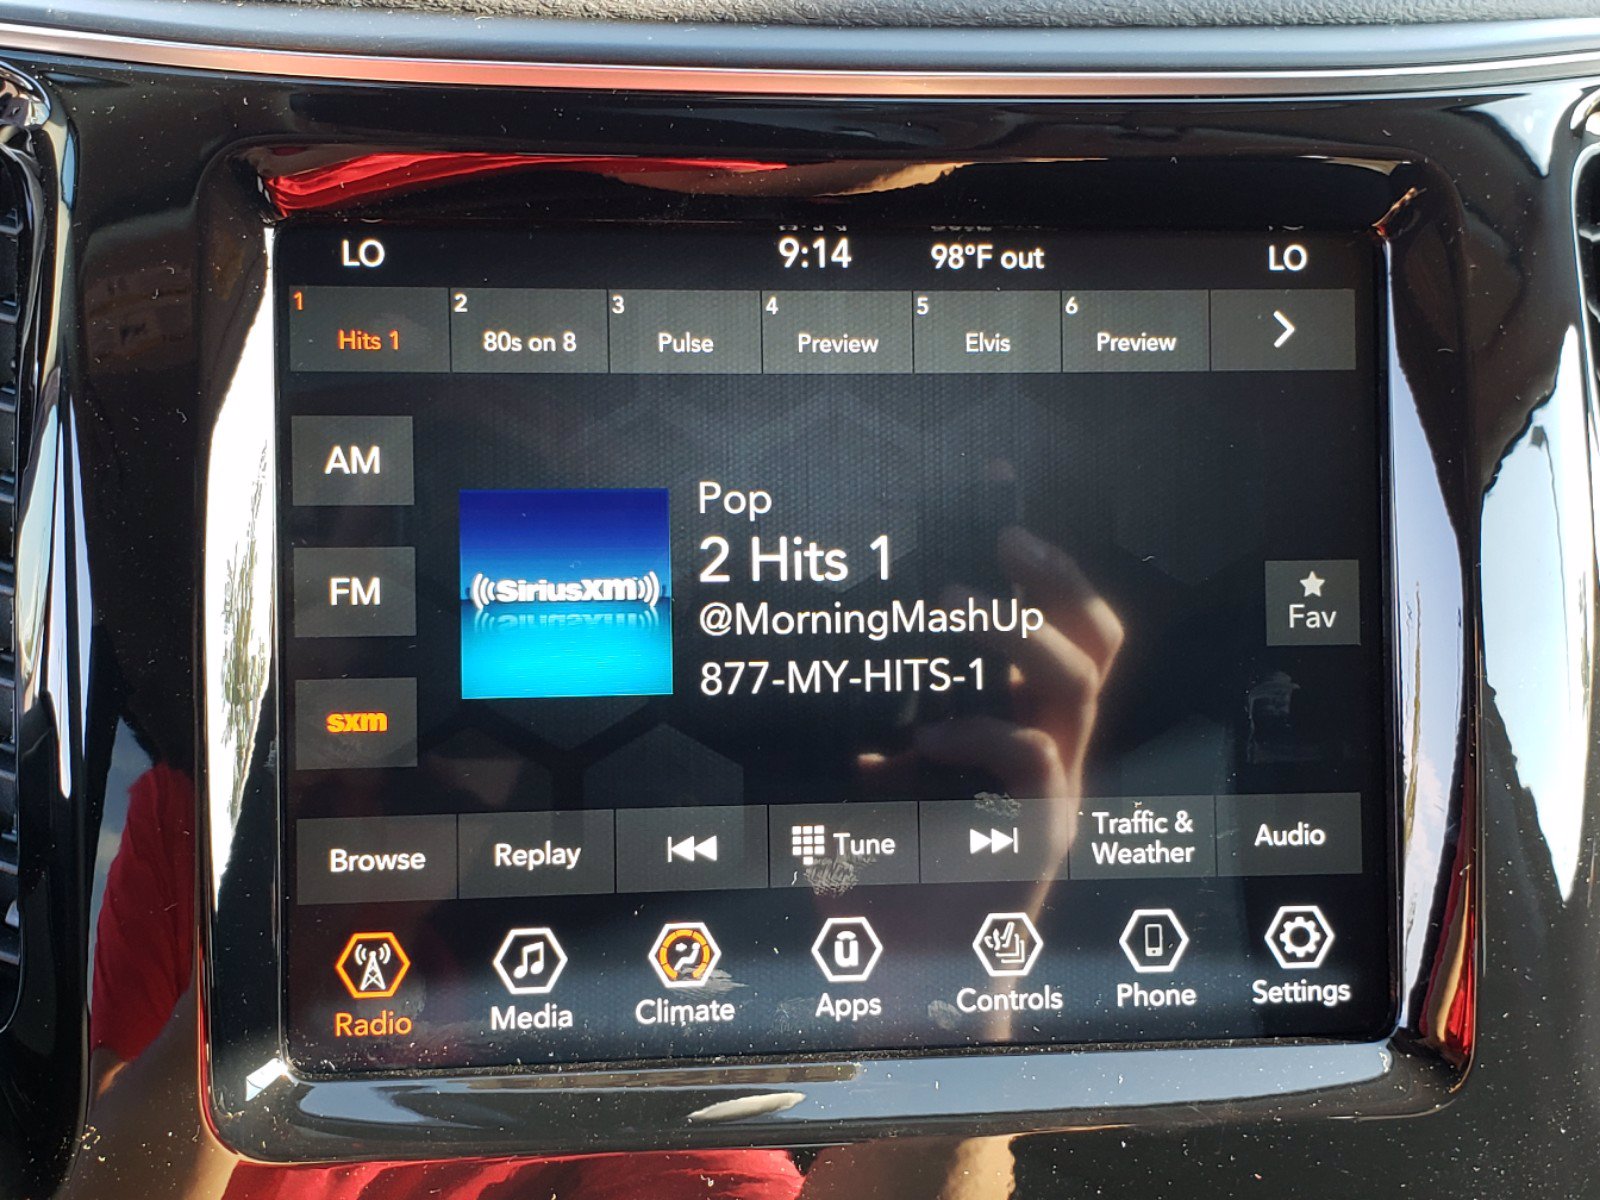 LO 9:14 98°F out LO
1 2 3 4 5 6
Hits 1 80s on 8 Pulse Preview Elvis Preview
AM
FM
sxm
((SiriusXM))
Pop
2 Hits 1
@MorningMashUp
877-MY-HITS-1
Fav
Browse Replay Tune Traffic & Weather Audio
Radio Media Climate Apps Controls Phone Settings